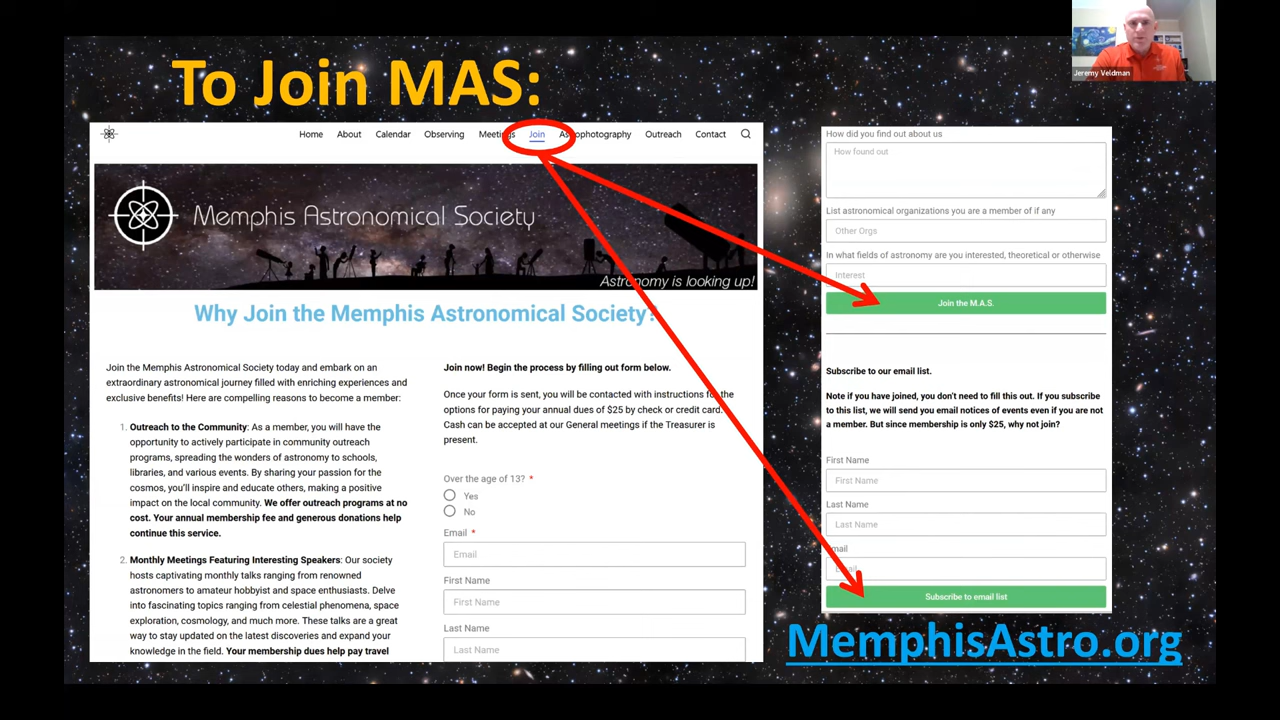 Jeremy Veldman
To Join MAS:
Home About Calendar Observing Meetings Join Astrophotography Outreach Contact
Memphis Astronomical Society
Astronomy is looking up!
Why Join the Memphis Astronomical Society?
Join the Memphis Astronomical Society today and embark on an
extraordinary astronomical journey filled with enriching experiences and
exclusive benefits! Here are compelling reasons to become a member:
1. Outreach to the Community: As a member, you will have the
opportunity to actively participate in community outreach
programs, spreading the wonders of astronomy to schools,
libraries, and various events. By sharing your passion for the
cosmos, you'll inspire and educate others, making a positive
impact on the local community. We offer outreach programs at no
cost. Your annual membership fee and generous donations help
continue this service.
2. Monthly Meetings Featuring Interesting Speakers: Our society
hosts captivating monthly talks ranging from renowned
astronomers to amateur hobbyist and space enthusiasts. Delve
into fascinating topics ranging from celestial phenomena, space
exploration, cosmology, and much more. These talks are a great
way to stay updated on the latest discoveries and expand your
knowledge in the field. Your membership dues help pay travel
Join now! Begin the process by filling out form below.
Once your form is sent, you will be contacted with instructions for the
options for paying your annual dues of $25 by check or credit card.
Cash can be accepted at our General meetings if the Treasurer is
present.
Over the age of 13? *
Yes
No
Email *
Email
First Name
First Name
Last Name
Last Name
How did you find out about us
How found out
List astronomical organizations you are a member of if any
Other Orgs
In what fields of astronomy are you interested, theoretical or otherwise
Interest
Join the M.A.S.
Subscribe to our email list.
Note if you have joined, you don't need to fill this out. If you subscribe
to this list, we will send you email notices of events even if you are not
a member. But since membership is only $25, why not join?
First Name
First Name
Last Name
Last Name
Email
Email
Subscribe to email list
MemphisAstro.org